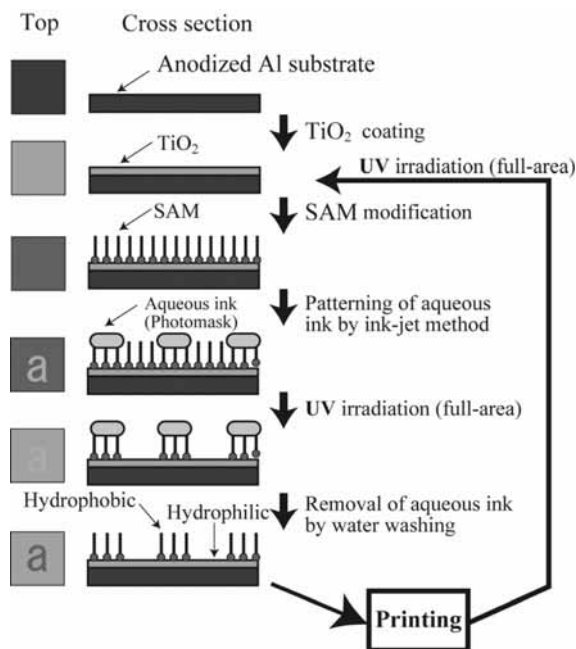 Top
Cross section
Anodized Al substrate
TiO₂ coating
TiO₂
UV irradiation (full-area)
SAM
SAM modification
Aqueous ink
(Photomask)
Patterning of aqueous
ink by ink-jet method
a
UV irradiation (full-area)
a
Hydrophobic
Hydrophilic
Removal of aqueous ink
by water washing
a
Printing